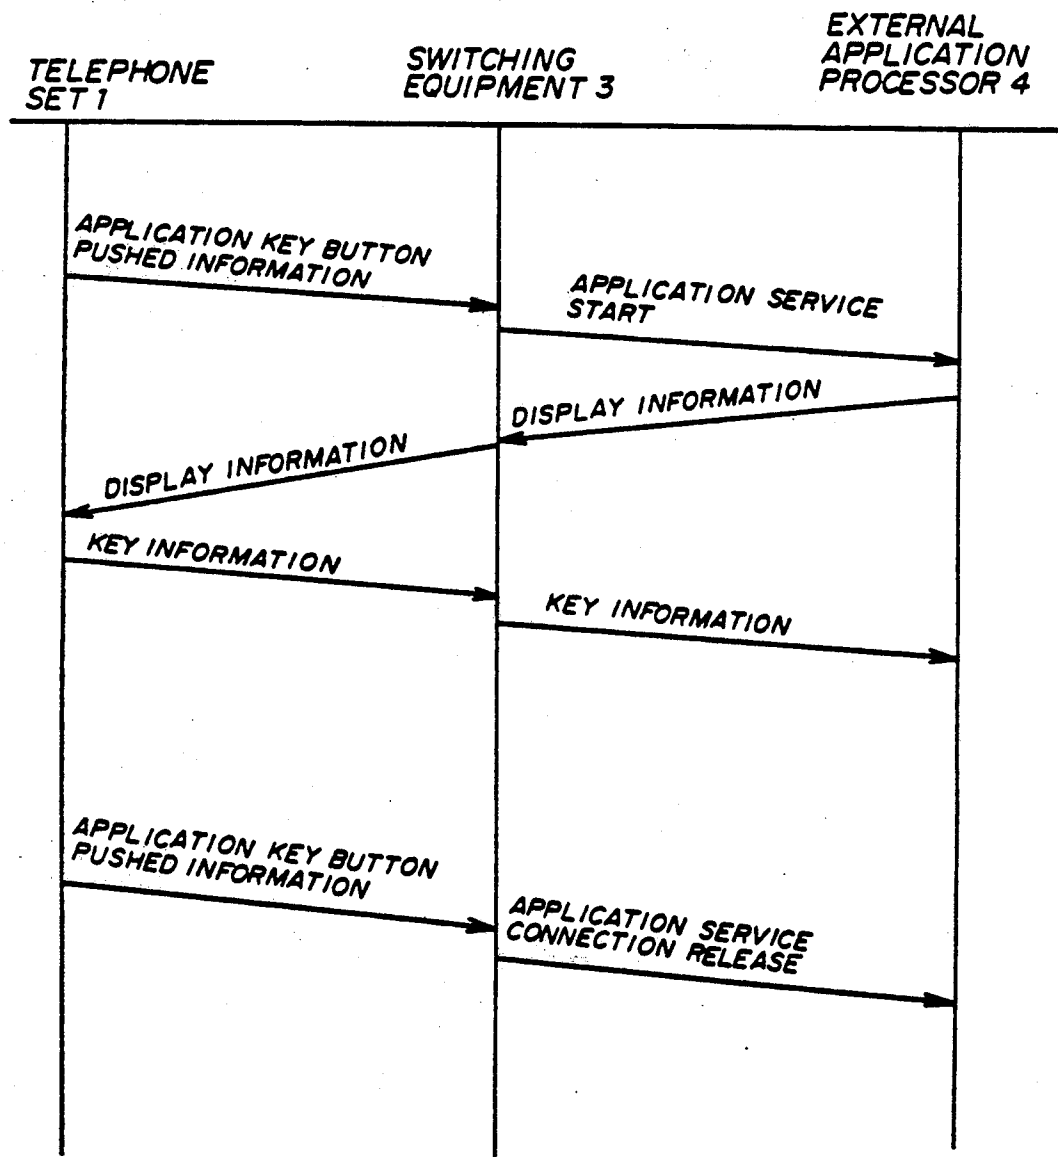 TELEPHONE
SET 1
SWITCHING
EQUIPMENT 3
EXTERNAL
APPLICATION
PROCESSOR 4
APPLICATION KEY BUTTON
PUSHED INFORMATION
APPLICATION SERVICE
START
DISPLAY INFORMATION
DISPLAY INFORMATION
KEY INFORMATION
KEY INFORMATION
APPLICATION KEY BUTTON
PUSHED INFORMATION
APPLICATION SERVICE
CONNECTION RELEASE